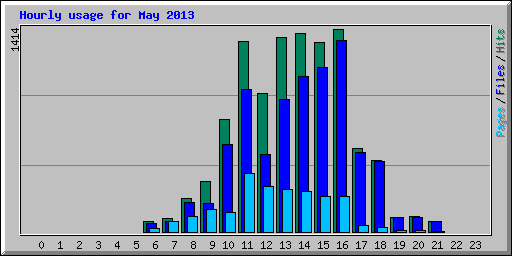 Hourly usage for May 2013
1414
Pages/Files/Hits
0 1 2 3 4 5 6 7 8 9 10 11 12 13 14 15 16 17 18 19 20 21 22 23